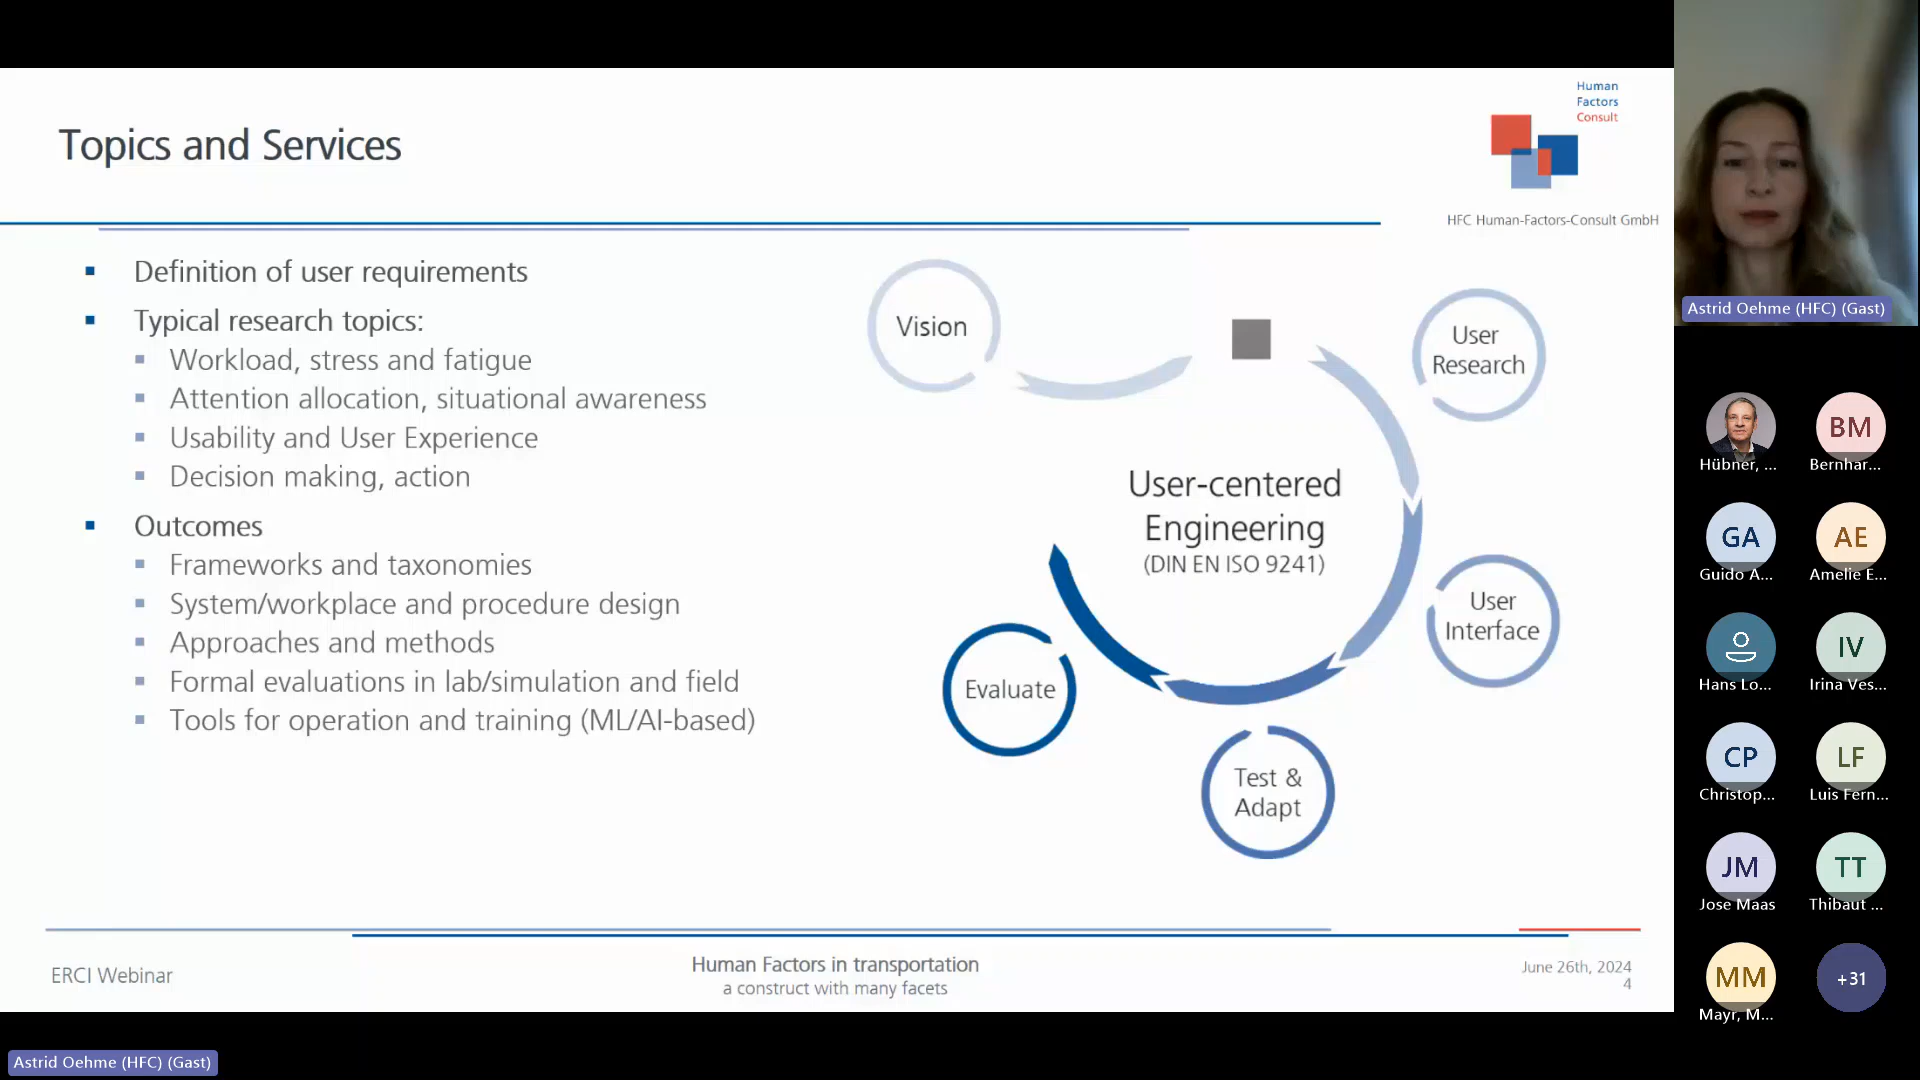 Topics and Services
Human
Factors
Consult
HFC Human-Factors-Consult GmbH
Definition of user requirements
Typical research topics:
Workload, stress and fatigue
Attention allocation, situational awareness
Usability and User Experience
Decision making, action
Outcomes
Frameworks and taxonomies
System/workplace and procedure design
Approaches and methods
Formal evaluations in lab/simulation and field
Tools for operation and training (ML/AI-based)
Vision
User
Research
User-centered
Engineering
(DIN EN ISO 9241)
User
Interface
Evaluate
Test &
Adapt
ERCI Webinar
Human Factors in transportation
a construct with many facets
June 26th, 2024
4
Astrid Oehme (HFC) (Gast)
Hübner, ...
BM
Bernhar...
GA
Guido A...
AE
Amelie E...
Hans Lo...
IV
Irina Ves...
CP
Christop...
LF
Luis Fern...
JM
Jose Maas
TT
Thibaut ...
MM
Mayr, M...
+31
Astrid Oehme (HFC) (Gast)